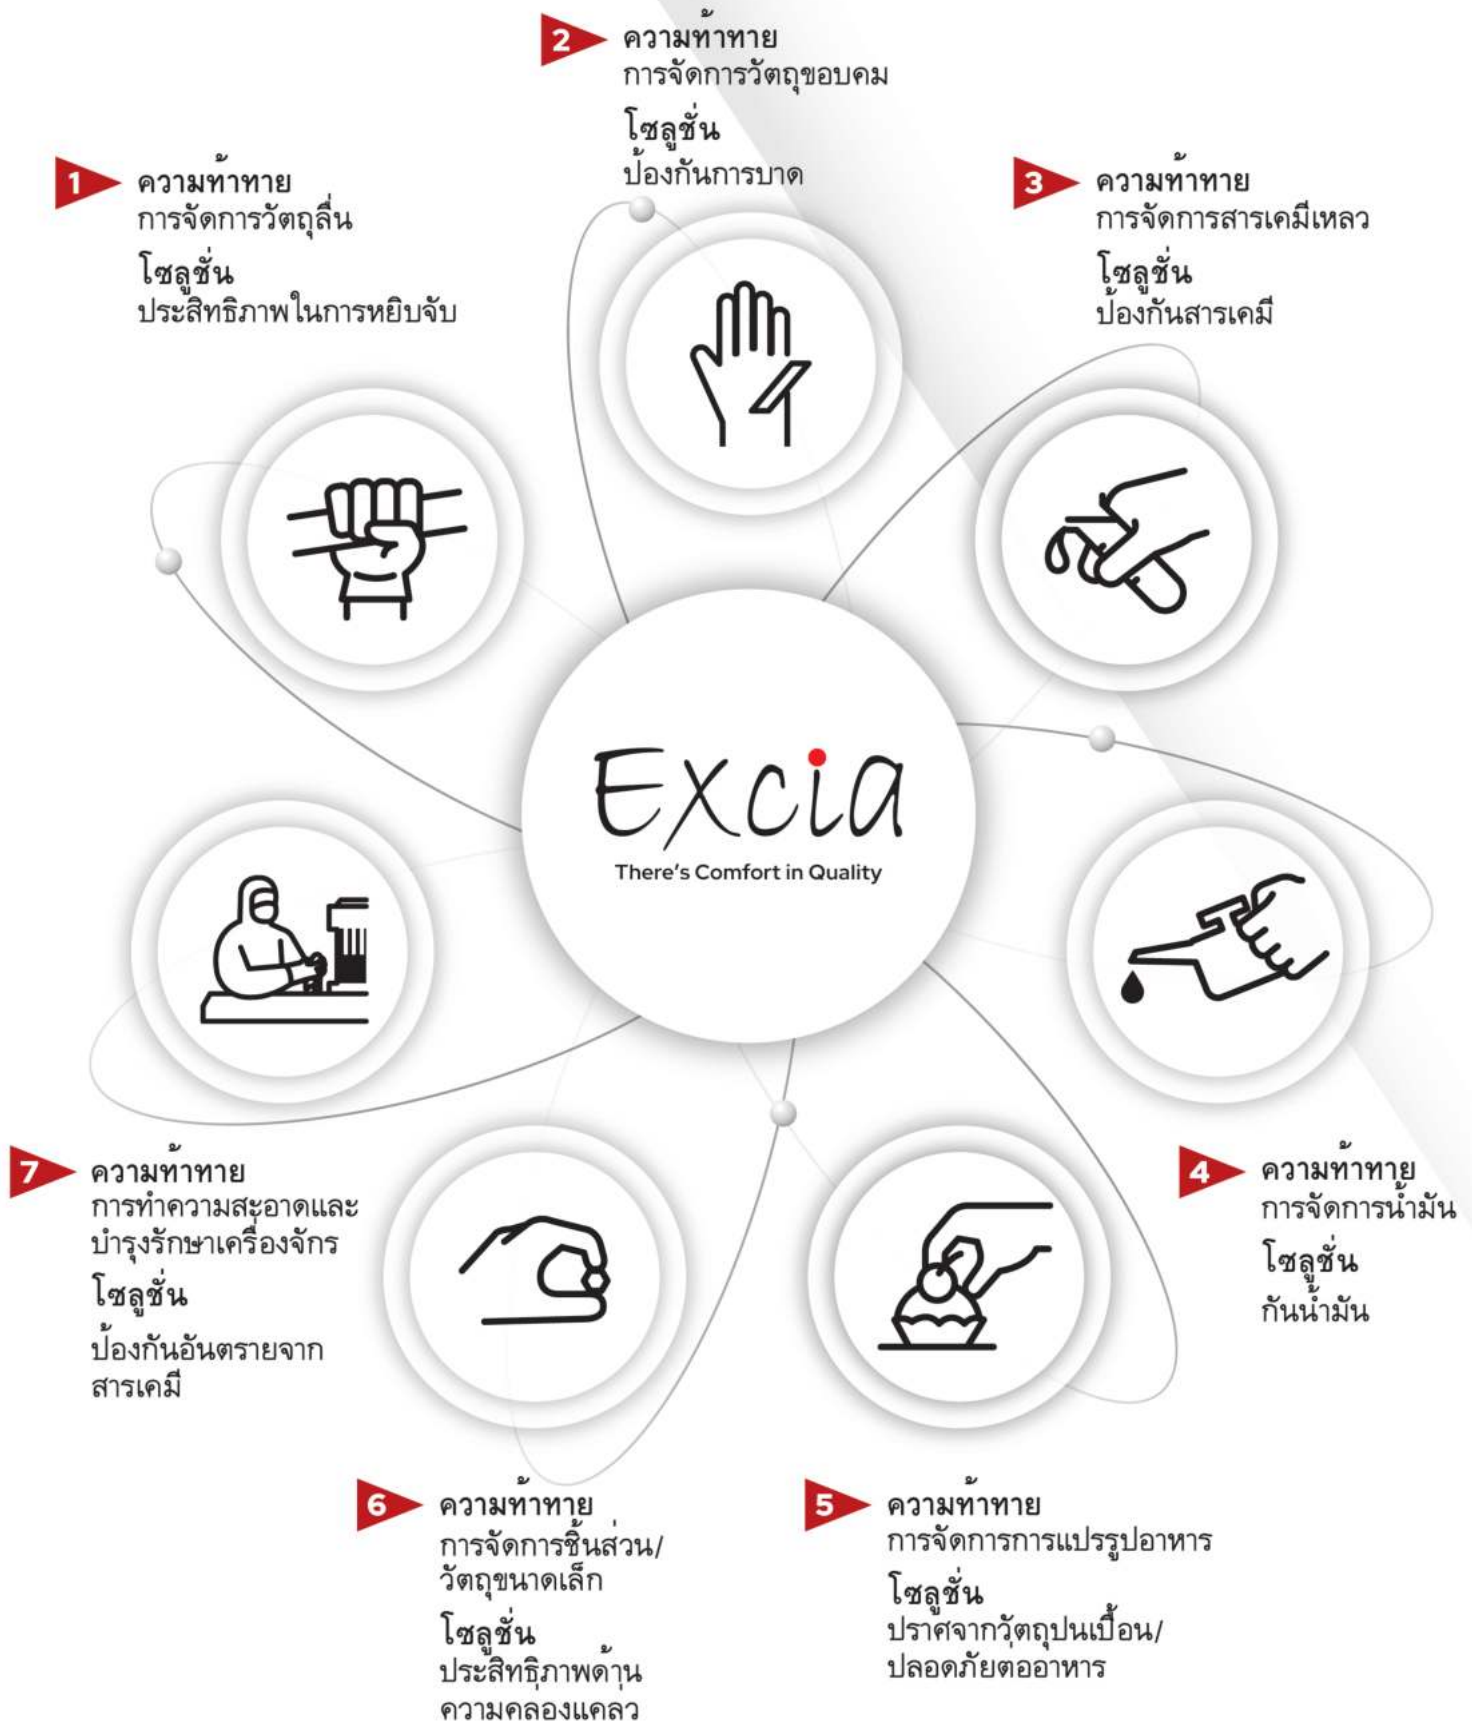 1
ความท้าทาย
การจัดการวัตถุลื่น
โซลูชั่น
ประสิทธิภาพในการหยิบจับ
2
ความท้าทาย
การจัดการวัตถุขอบคม
โซลูชั่น
ป้องกันการบาด
3
ความท้าทาย
การจัดการสารเคมีเหลว
โซลูชั่น
ป้องกันสารเคมี
Excia
There's Comfort in Quality
4
ความท้าทาย
การจัดการน้ำมัน
โซลูชั่น
กันน้ำมัน
5
ความท้าทาย
การจัดการการแปรรูปอาหาร
โซลูชั่น
ปราศจากวัตถุปนเปื้อน/
ปลอดภัยต่ออาหาร
6
ความท้าทาย
การจัดการชิ้นส่วน/
วัตถุขนาดเล็ก
โซลูชั่น
ประสิทธิภาพด้าน
ความคล่องแคล่ว
7
ความท้าทาย
การทำความสะอาดและ
บำรุงรักษาเครื่องจักร
โซลูชั่น
ป้องกันอันตรายจาก
สารเคมี